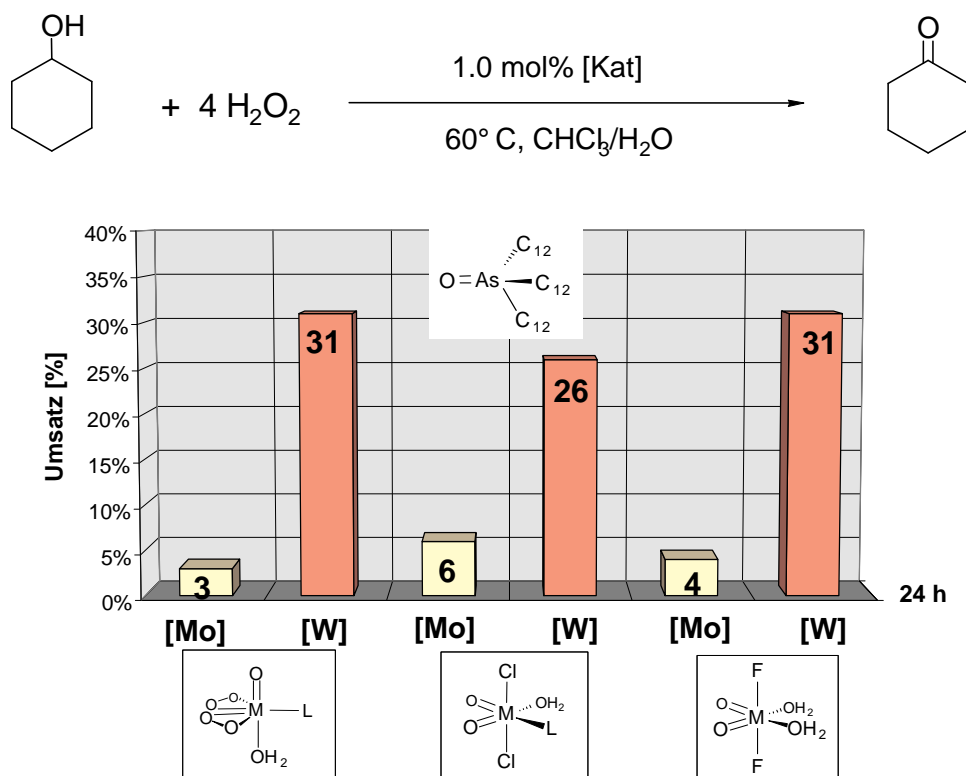 OH
O
1.0 mol% [Kat]
+ 4 H₂O₂
60° C, CHCl₃/H₂O
Umsatz [%]
40%
35%
30%
25%
20%
15%
10%
5%
0%
O=As
C₁₂
C₁₂
C₁₂
3
31
6
26
4
31
24 h
[Mo] [W] [Mo] [W] [Mo] [W]
O
O O
M L
O O
OH₂
Cl
O OH₂
M
O L
Cl
F
O OH₂
M
O OH₂
F